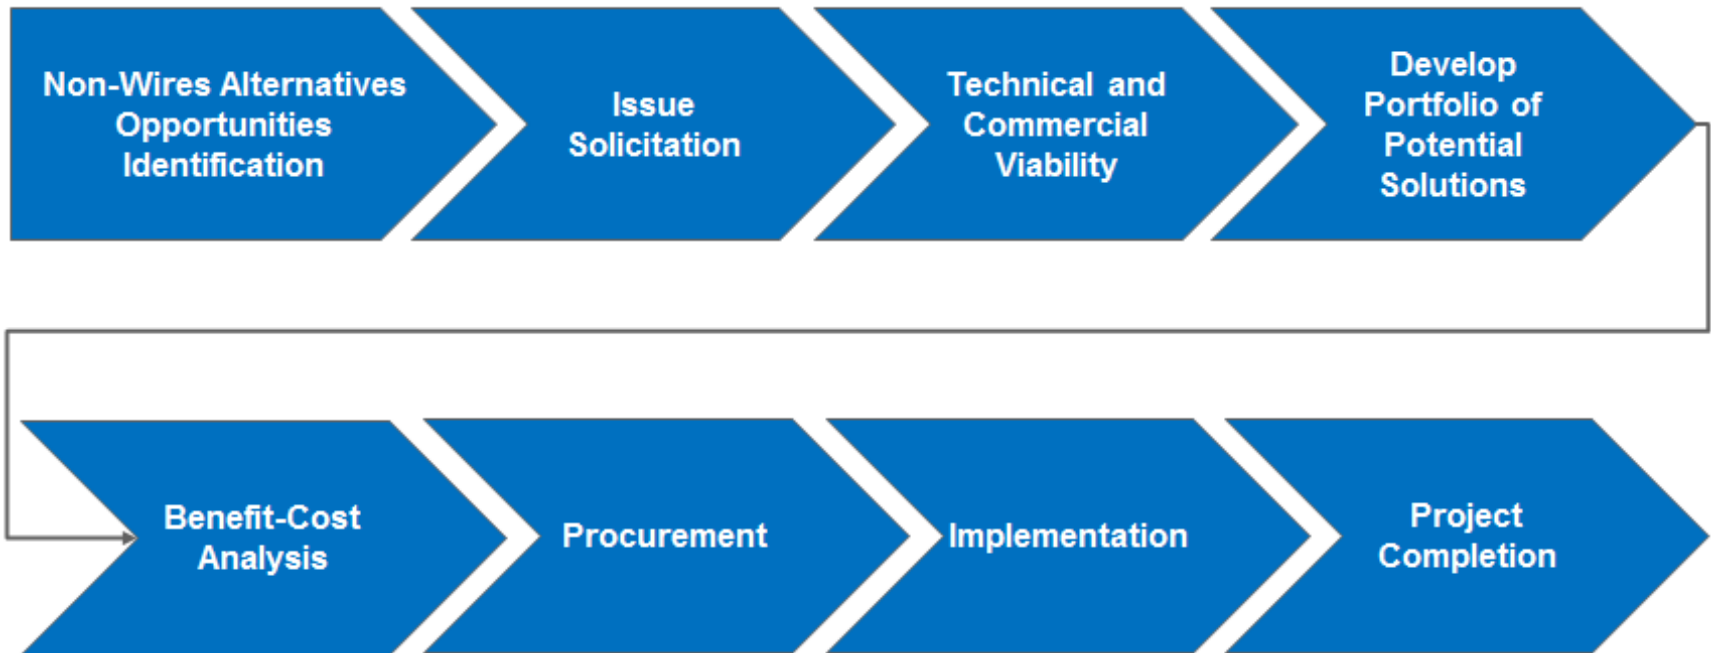 Non-Wires Alternatives
Opportunities
Identification
Issue
Solicitation
Technical and
Commercial
Viability
Develop
Portfolio of
Potential
Solutions
Benefit-Cost
Analysis
Procurement
Implementation
Project
Completion